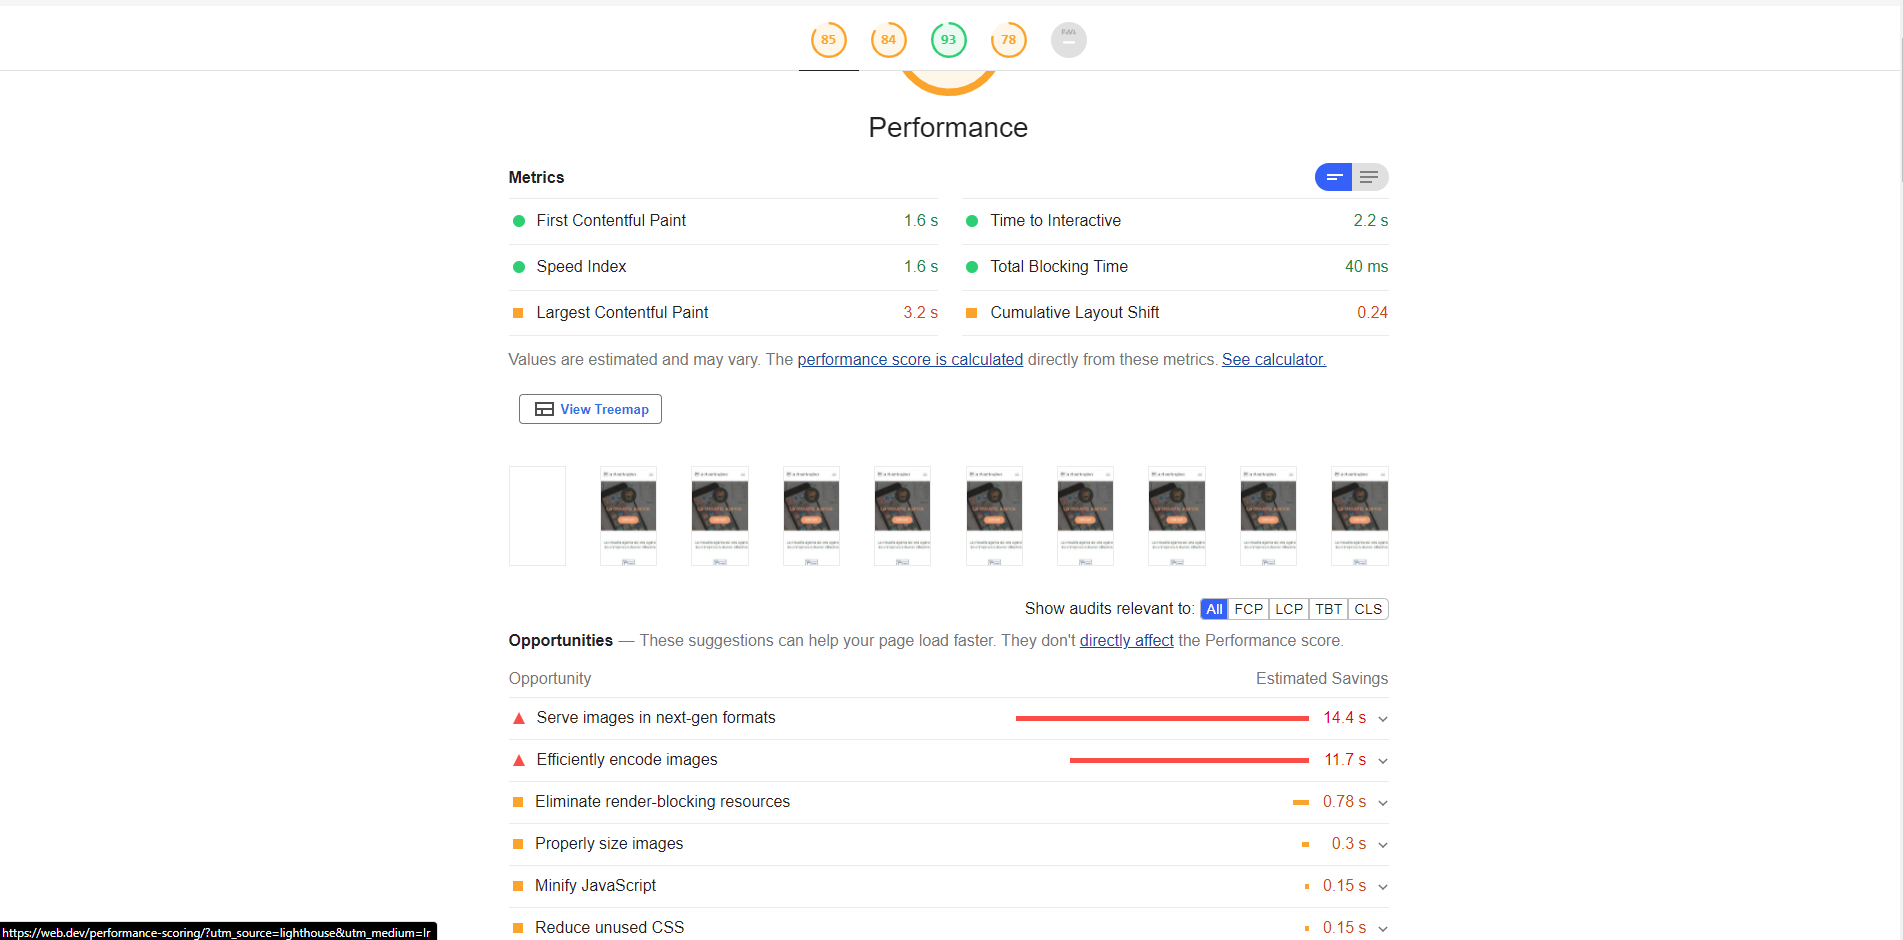 85 84 93 78 PWA
Performance
Metrics
First Contentful Paint 1.6 s Time to Interactive 2.2 s
Speed Index 1.6 s Total Blocking Time 40 ms
Largest Contentful Paint 3.2 s Cumulative Layout Shift 0.24
Values are estimated and may vary. The performance score is calculated directly from these metrics. See calculator.
View Treemap
Show audits relevant to: All FCP LCP TBT CLS
Opportunities — These suggestions can help your page load faster. They don't directly affect the Performance score.
Opportunity Estimated Savings
Serve images in next-gen formats 14.4 s
Efficiently encode images 11.7 s
Eliminate render-blocking resources 0.78 s
Properly size images 0.3 s
Minify JavaScript 0.15 s
Reduce unused CSS 0.15 s
https://web.dev/performance-scoring/?utm_source=lighthouse&utm_medium=lr